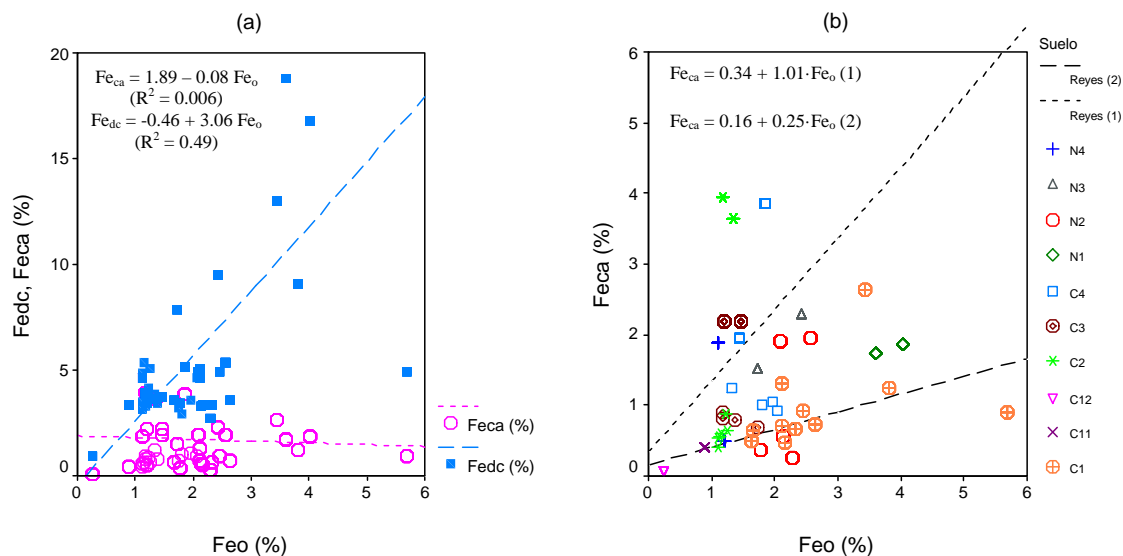 (a)
Fe_ca = 1.89 – 0.08 Fe_o
(R² = 0.006)
Fe_dc = -0.46 + 3.06 Fe_o
(R² = 0.49)
20
15
10
5
0
0 1 2 3 4 5 6
Fedc, Feca (%)
Feo (%)
Feca (%)
Fedc (%)
(b)
Fe_ca = 0.34 + 1.01·Fe_o (1)
Fe_ca = 0.16 + 0.25·Fe_o (2)
6
5
4
3
2
1
0
0 1 2 3 4 5 6
Feca (%)
Feo (%)
Suelo
Reyes (2)
Reyes (1)
N4
N3
N2
N1
C4
C3
C2
C12
C11
C1